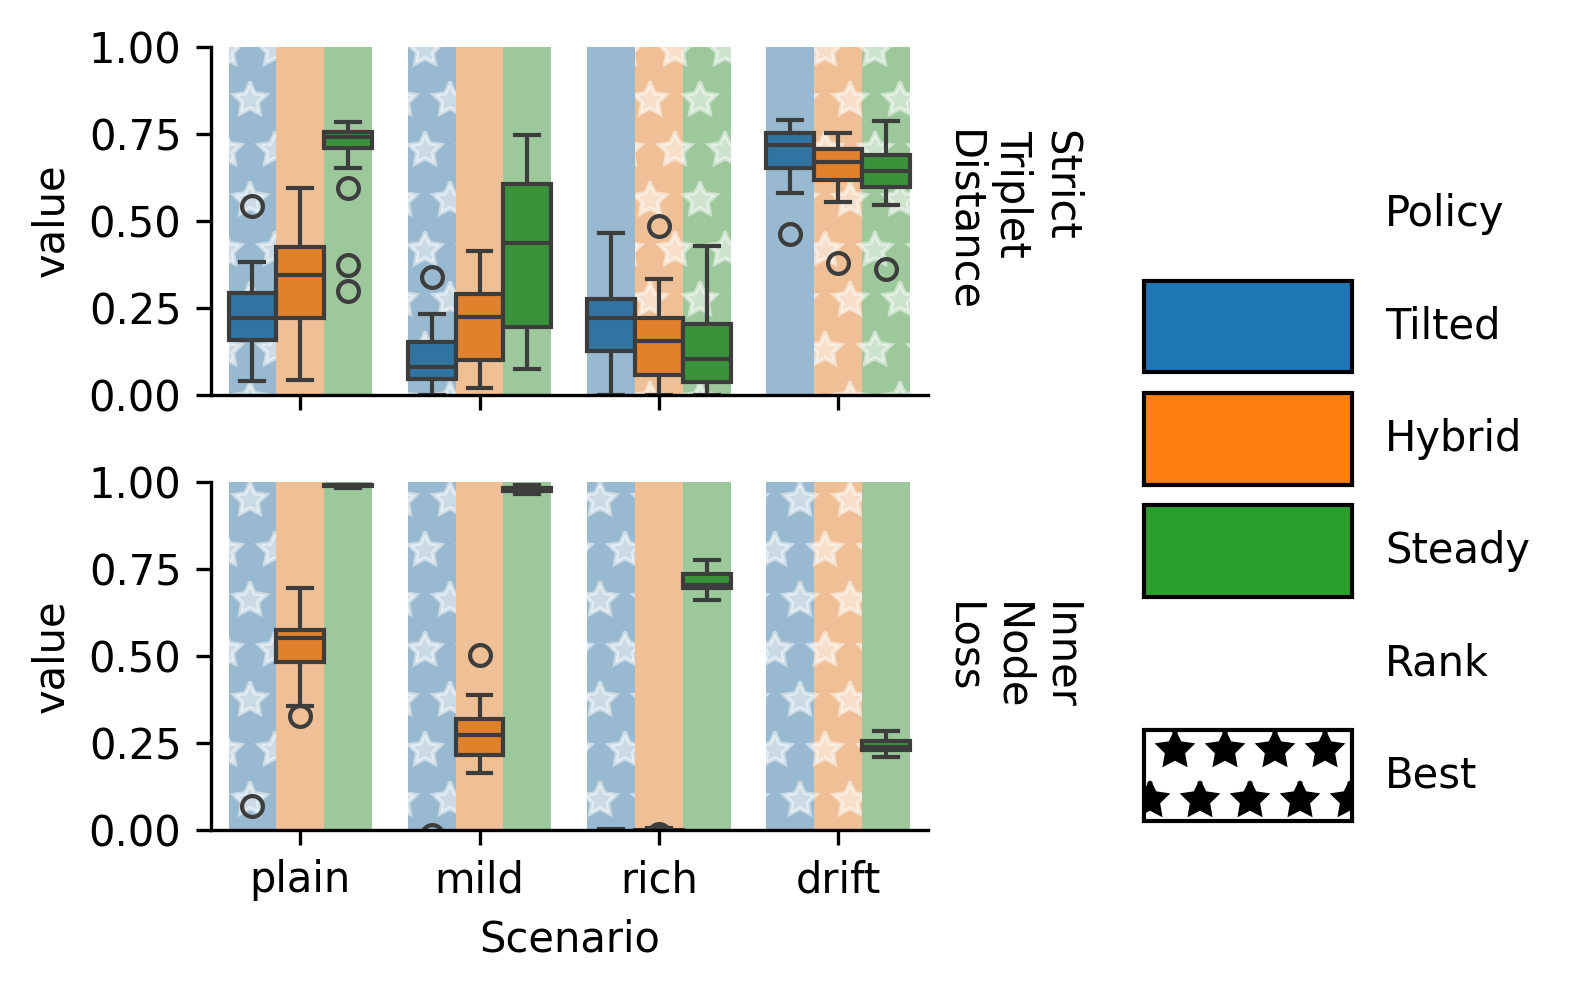 1.00
0.75
0.50
0.25
0.00
value
Strict
Triplet
Distance
1.00
0.75
0.50
0.25
0.00
value
Inner
Node
Loss
plain
mild
rich
drift
Scenario
Policy
Tilted
Hybrid
Steady
Rank
Best